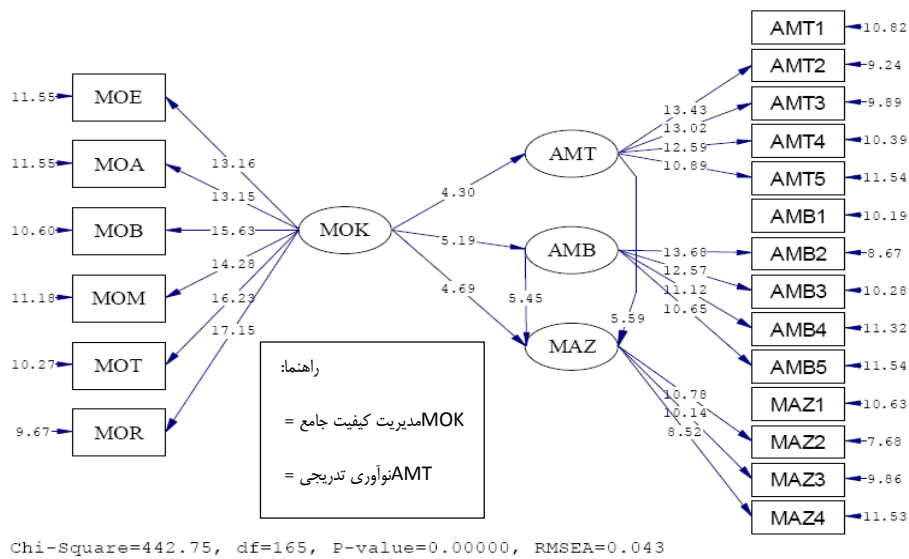 AMT1 10.82
AMT2 9.24
11.55 MOE
AMT3 9.89
13.43
13.02
12.59 AMT4 10.39
10.89
11.55 MOA
13.16
AMT
AMT5 11.54
13.15
4.30
10.60 MOB
15.63
MOK
AMB1 10.19
5.19
AMB
13.68 AMB2 8.67
14.28
12.57
AMB3 10.28
11.18 MOM
16.23
4.69
5.45
11.12
10.65
5.59
AMB4 11.32
17.15
MAZ
10.27 MOT
AMB5 11.54
راهنما:
10.78
10.14
8.52
MAZ1 10.63
MOKمدیریت کیفیت جامع =
9.67 MOR
MAZ2 7.68
AMTنوآوری تدریجی =
MAZ3 9.86
MAZ4 11.53
Chi-Square=442.75, df=165, P-value=0.00000, RMSEA=0.043